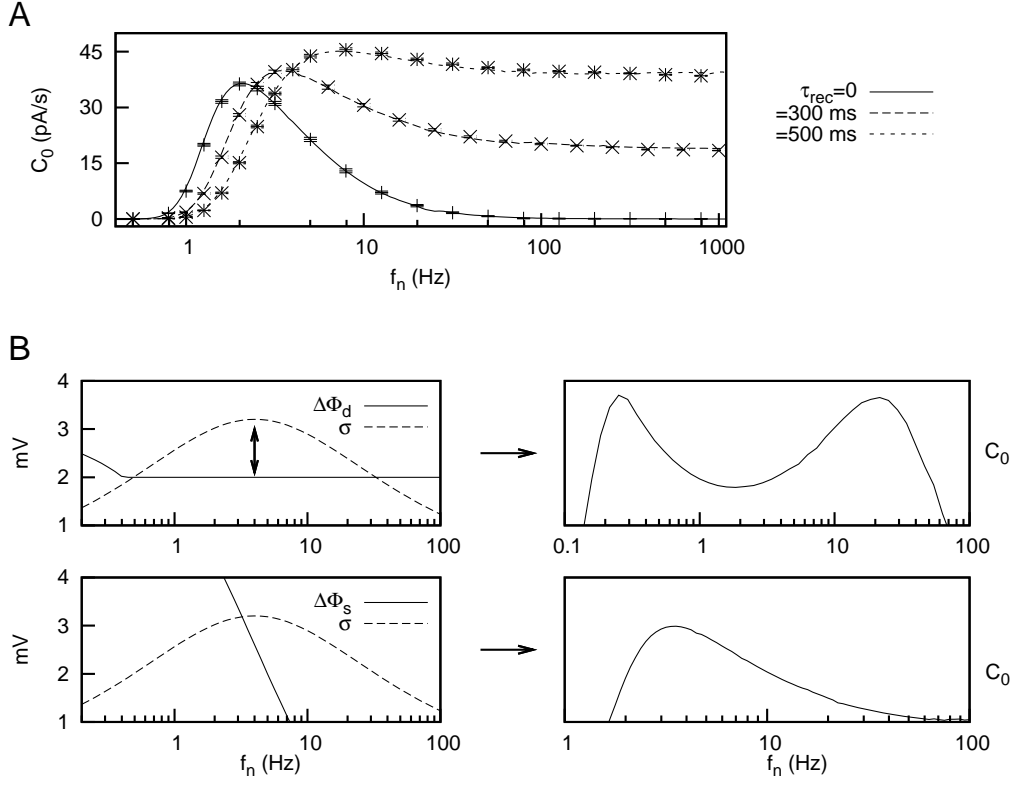 A
C0 (pA/s)
45
30
15
0
1 10 100 1000
fn (Hz)
τrec=0
=300 ms
=500 ms
B
mV
4
3
2
1
ΔΦd
σ
1 10 100
C0
0.1 1 10 100
mV
4
3
2
1
ΔΦs
σ
1 10 100
fn (Hz)
C0
1 10 100
fn (Hz)